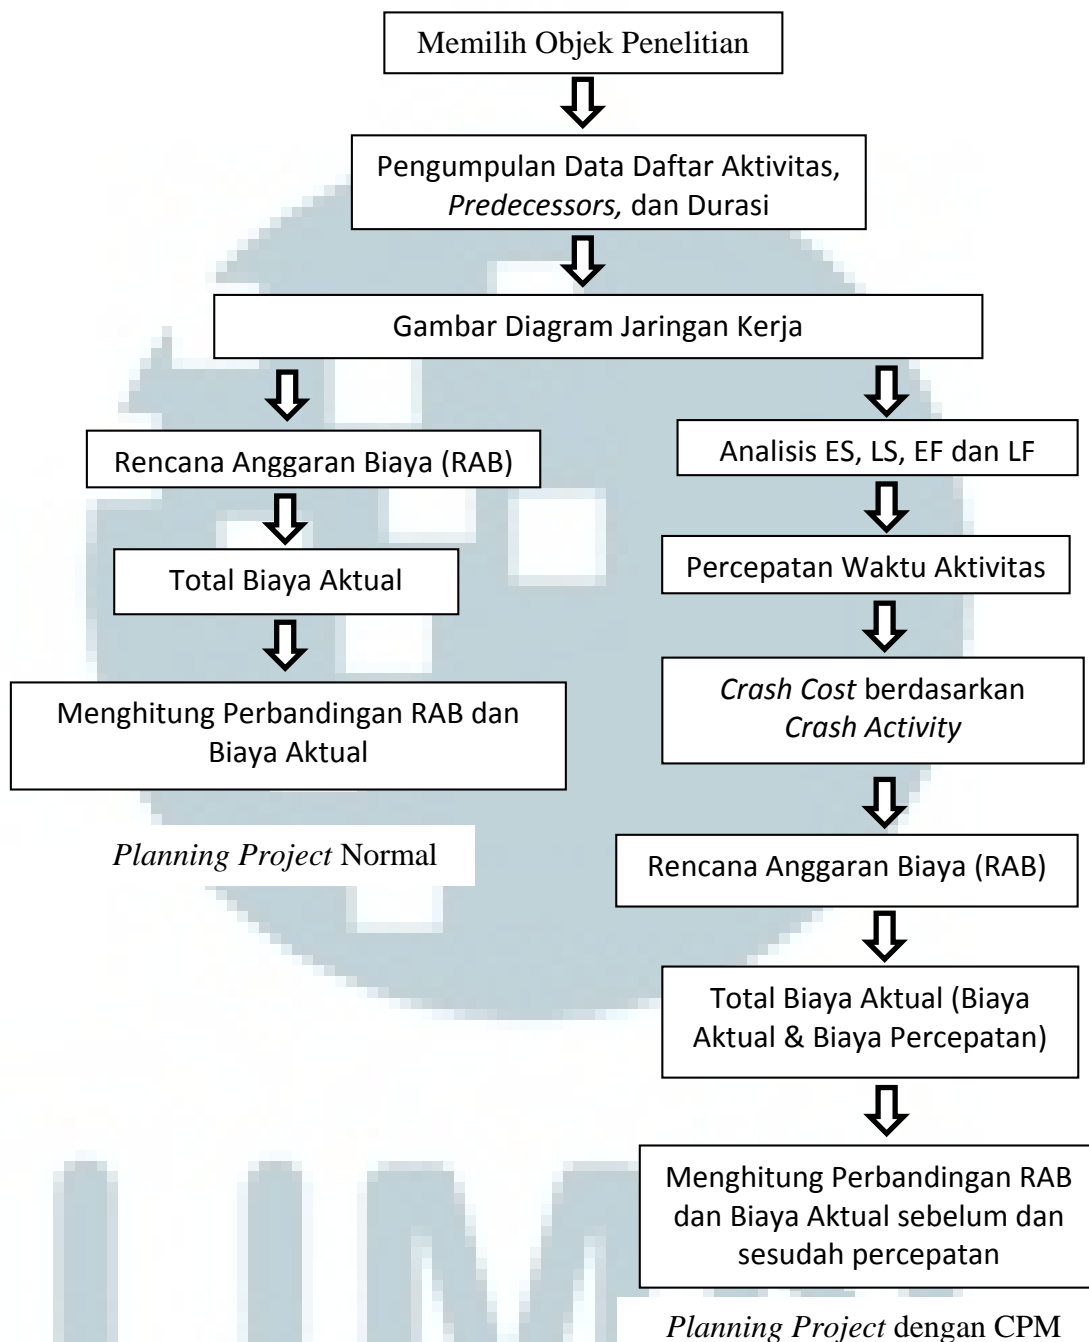 Memilih Objek Penelitian
Pengumpulan Data Daftar Aktivitas,
Predecessors, dan Durasi
Gambar Diagram Jaringan Kerja
Rencana Anggaran Biaya (RAB)
Total Biaya Aktual
Menghitung Perbandingan RAB dan
Biaya Aktual
Planning Project Normal
Analisis ES, LS, EF dan LF
Percepatan Waktu Aktivitas
Crash Cost berdasarkan
Crash Activity
Rencana Anggaran Biaya (RAB)
Total Biaya Aktual (Biaya
Aktual & Biaya Percepatan)
Menghitung Perbandingan RAB
dan Biaya Aktual sebelum dan
sesudah percepatan
Planning Project dengan CPM